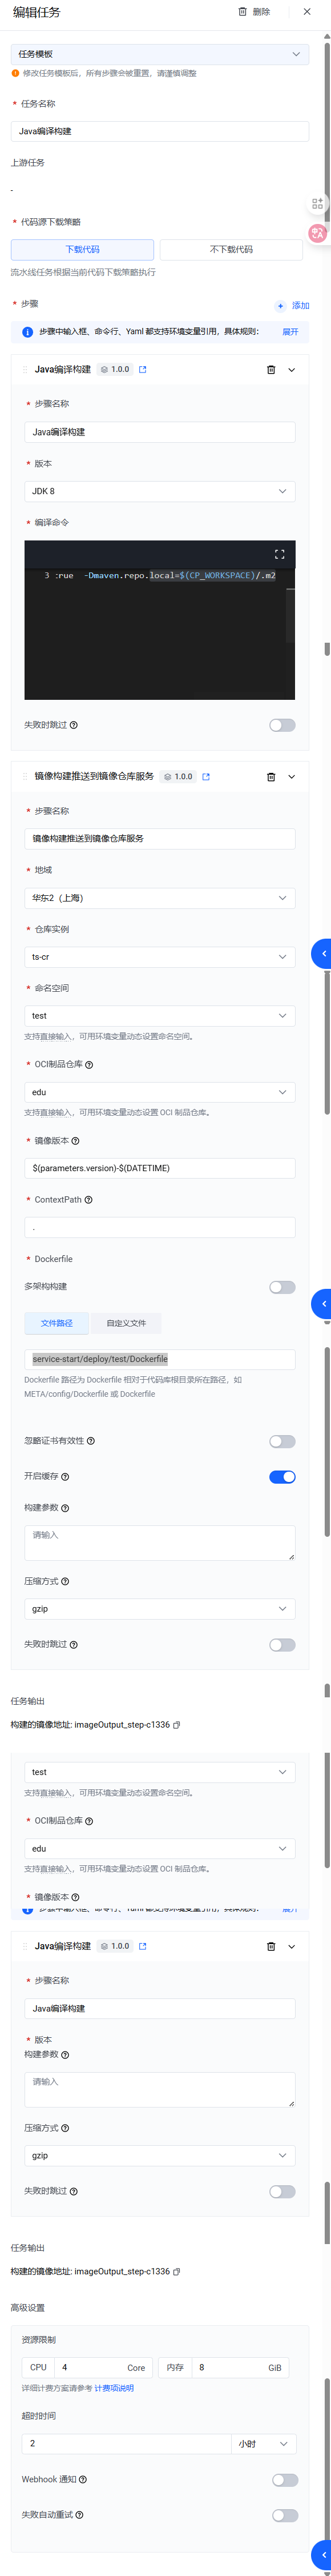 编辑任务 删除
任务模板
修改任务模板后，所有步骤会被重置，请谨慎调整
* 任务名称
Java编译构建
上游任务
-
* 代码源下载策略
下载代码 不下载代码
流水线任务根据当前代码下载策略执行
* 步骤 + 添加
步骤中输入框、命令行、Yaml 都支持环境变量引用，具体规则： 展开
Java编译构建 1.0.0
* 步骤名称
Java编译构建
* 版本
JDK 8
* 编译命令
3 :rue -Dmaven.repo.local=$(CP_WORKSPACE)/.m2
失败时跳过
镜像构建推送到镜像仓库服务 1.0.0
* 步骤名称
镜像构建推送到镜像仓库服务
* 地域
华东2（上海）
* 仓库实例
ts-cr
* 命名空间
test
支持直接输入，可用环境变量动态设置命名空间。
* OCI制品仓库
edu
支持直接输入，可用环境变量动态设置 OCI 制品仓库。
* 镜像版本
$(parameters.version)-$(DATETIME)
* ContextPath
.
* Dockerfile
多架构构建
文件路径 自定义文件
service-start/deploy/test/Dockerfile
Dockerfile 路径为 Dockerfile 相对于代码库根目录所在路径，如
META/config/Dockerfile 或 Dockerfile
忽略证书有效性
开启缓存
构建参数
请输入
压缩方式
gzip
失败时跳过
任务输出
构建的镜像地址: imageOutput_step-c1336
test
支持直接输入，可用环境变量动态设置命名空间。
* OCI制品仓库
edu
支持直接输入，可用环境变量动态设置 OCI 制品仓库。
* 镜像版本
步骤中输入框、命令行、Yaml 都支持环境变量引用，具体规则： 展开
Java编译构建 1.0.0
* 步骤名称
Java编译构建
* 版本
构建参数
请输入
压缩方式
gzip
失败时跳过
任务输出
构建的镜像地址: imageOutput_step-c1336
高级设置
资源限制
CPU 4 Core 内存 8 GiB
详细计费方案请参考 计费项说明
超时时间
2 小时
Webhook 通知
失败自动重试